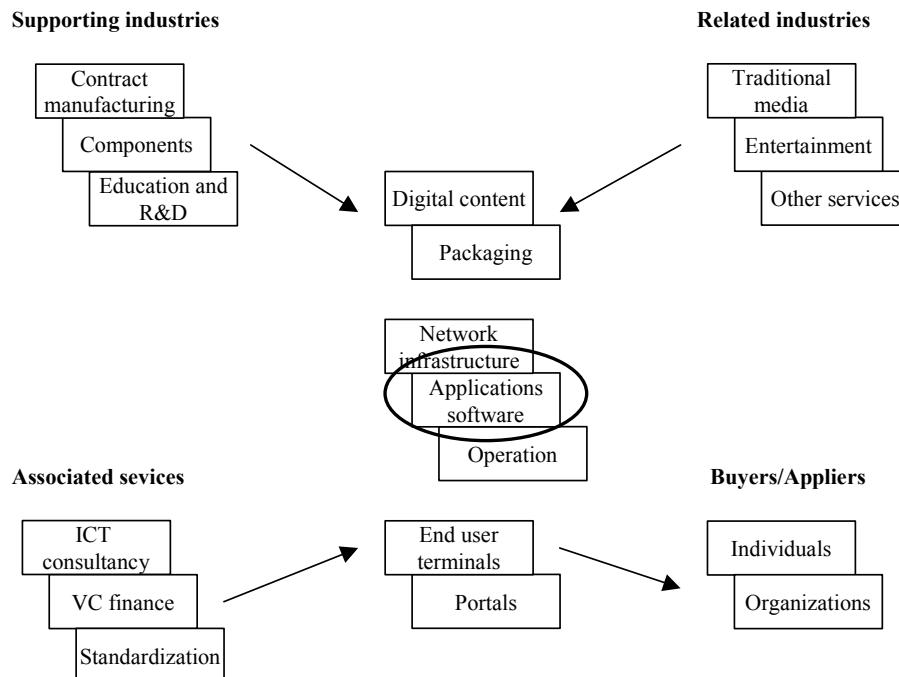 Supporting industries
Related industries
Contract
manufacturing
Components
Education and
R&D
Traditional
media
Entertainment
Other services
Digital content
Packaging
Network
infrastructure
Applications
software
Operation
Associated sevices
Buyers/Appliers
ICT
consultancy
VC finance
Standardization
End user
terminals
Portals
Individuals
Organizations